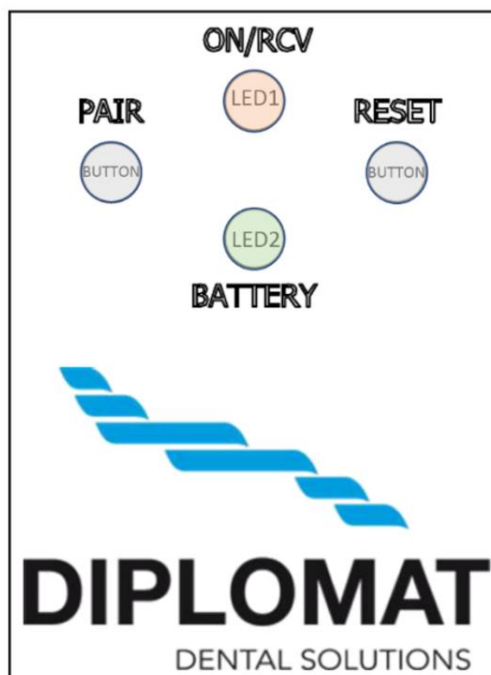 ON/RCV
LED1
PAIR
RESET
BUTTON
BUTTON
LED2
BATTERY
DIPLOMAT
DENTAL SOLUTIONS